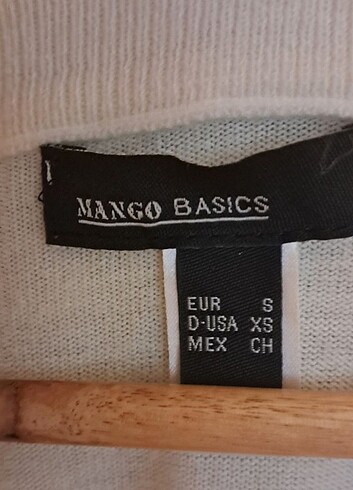 MANGO BASICS
EUR S
D-USA XS
MEX CH